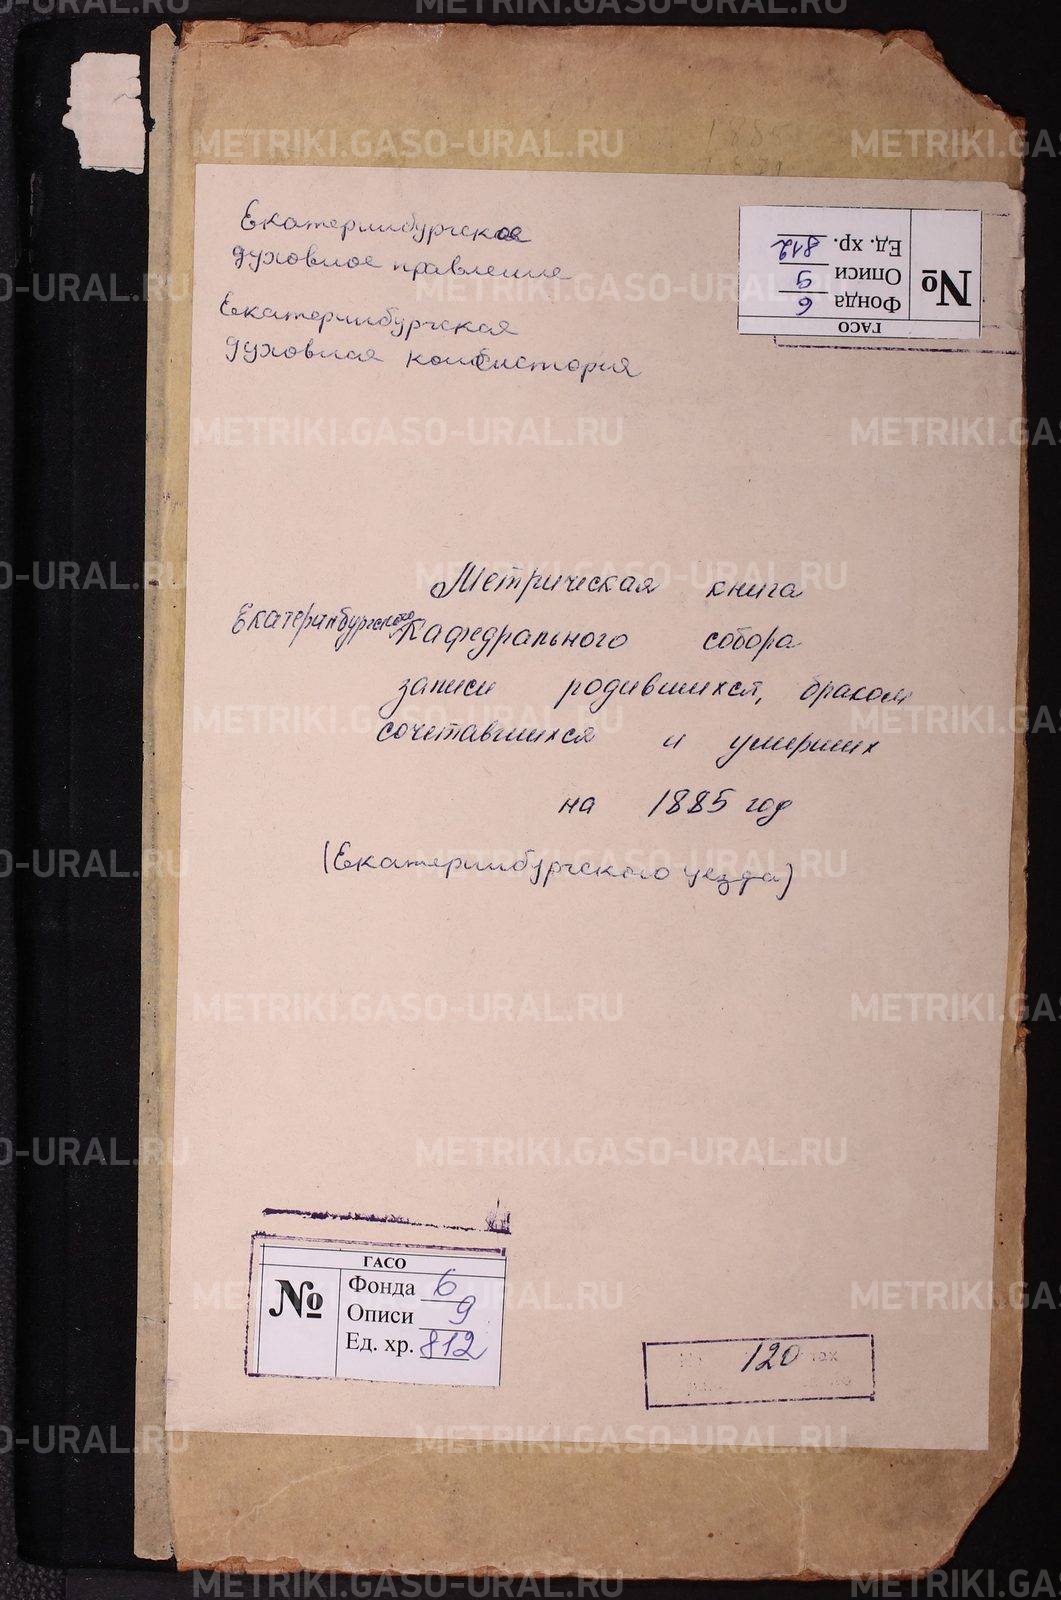 Екатеринбургское
духовное правление
Екатеринбургская
духовная консистория
ГАСО
№
Фонда 6
Описи 9
Ед. хр. 812
Метрическая книга
Екатеринбургского Кафедрального собора
записи родившихся, браком
сочетавшихся и умерших
на 1885 год
(Екатеринбургского уезда)
ГАСО
№
Фонда 6
Описи 9
Ед. хр. 812
120
METRIKI.GASO-URAL.RU